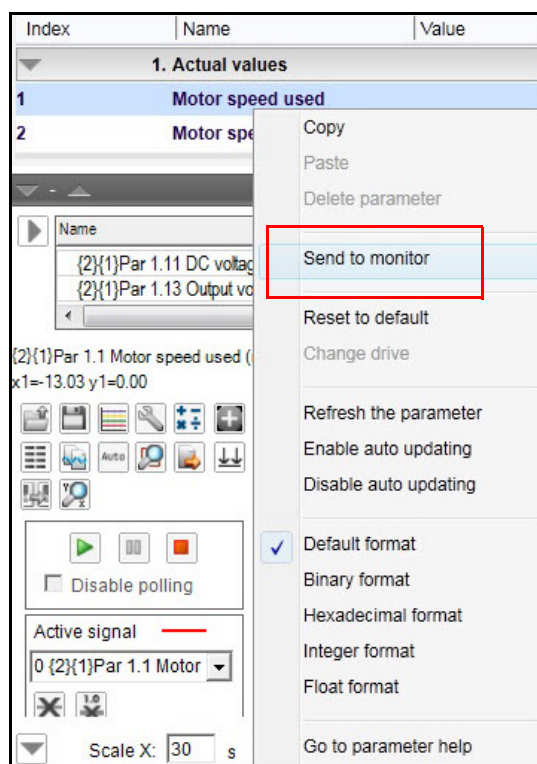 Index Name Value
1. Actual values
1 Motor speed used
2 Motor spe
Copy
Paste
Delete parameter
Send to monitor
Reset to default
Change drive
Refresh the parameter
Enable auto updating
Disable auto updating
Default format
Binary format
Hexadecimal format
Integer format
Float format
Go to parameter help
Name
{2}{1}Par 1.11 DC voltag
{2}{1}Par 1.13 Output vo
{2}{1}Par 1.1 Motor speed used (
x1=-13.03 y1=0.00
Auto
Y
X
Disable polling
Active signal
0 {2}{1}Par 1.1 Motor
1.0
Scale X: 30 s